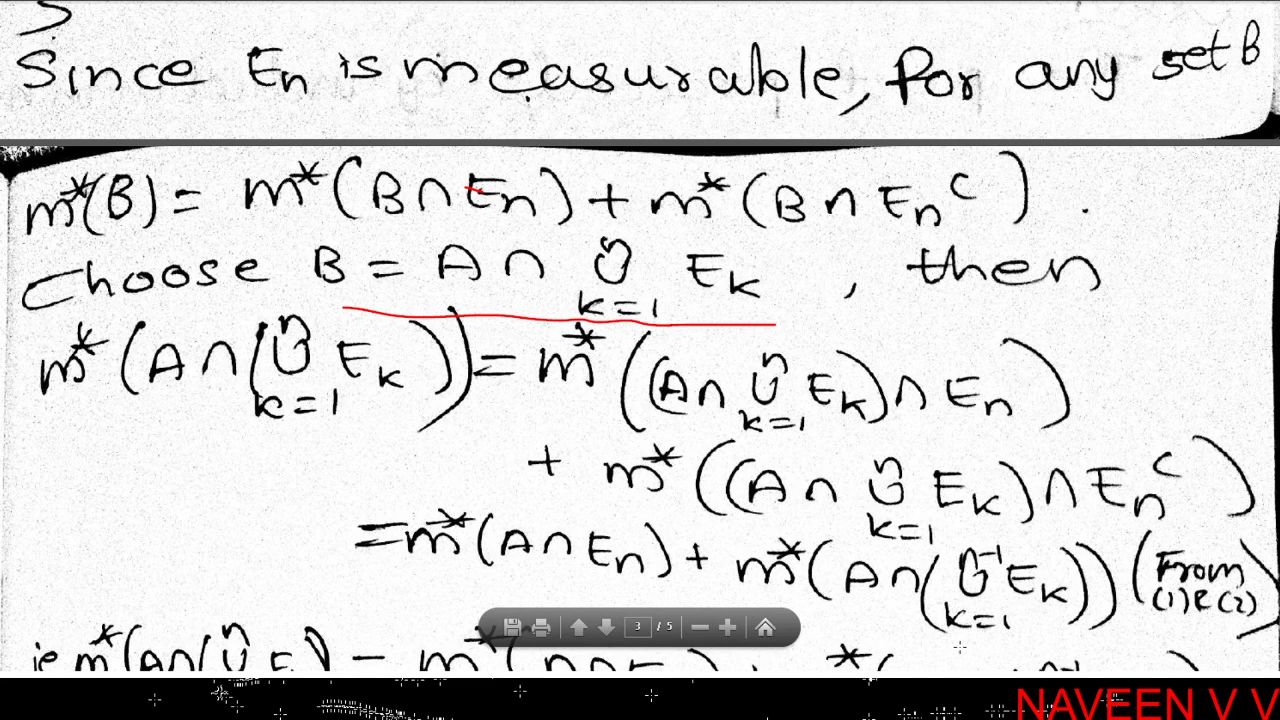 Since En is measurable, for any set B
m*(B) = m*(B ∩ En) + m*(B ∩ En^c) .
choose B = A ∩ ⋃_{k=1}^{n} Ek , then
m*(A ∩ (⋃_{k=1}^{n} Ek)) = m*((A ∩ ⋃_{k=1}^{n} Ek) ∩ En)
+ m*((A ∩ ⋃_{k=1}^{n} Ek) ∩ En^c)
= m*(A ∩ En) + m*(A ∩ (⋃_{k=1}^{n-1} Ek)) (From (1) & (2))
3 / 5
ie m*(A ∩ (⋃^{n} E
NAVEEN V V